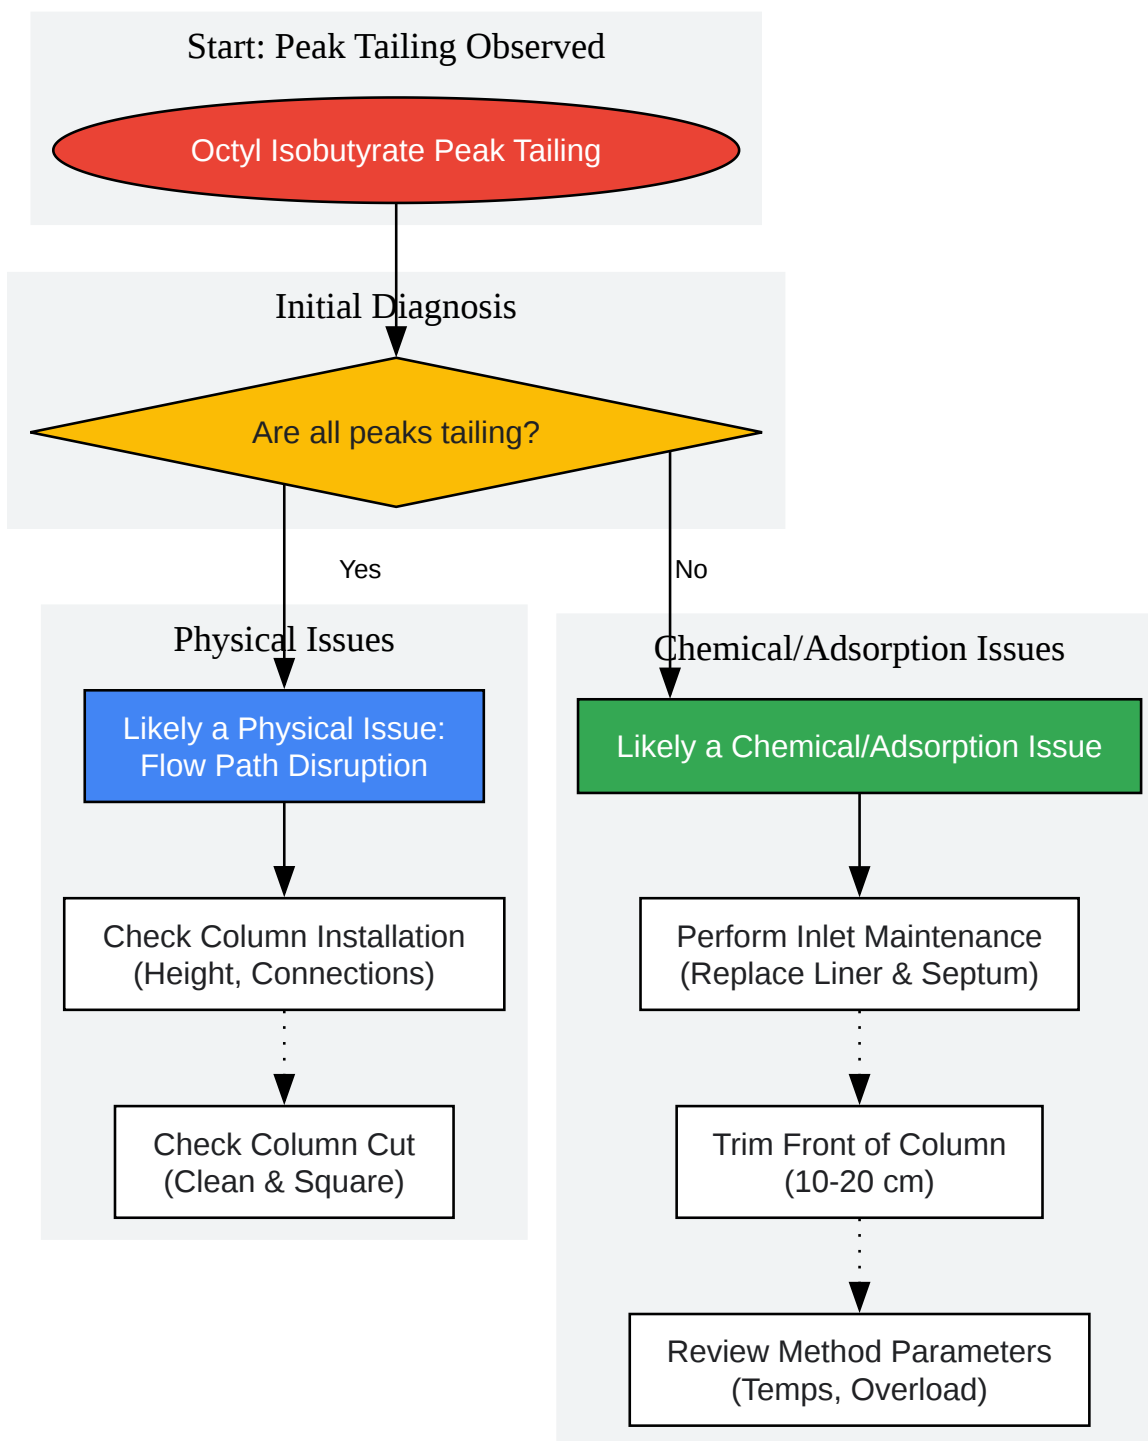 Start: Peak Tailing Observed
Octyl Isobutyrate Peak Tailing
Initial Diagnosis
Are all peaks tailing?
Yes
No
Physical Issues
Likely a Physical Issue:
Flow Path Disruption
Check Column Installation
(Height, Connections)
Check Column Cut
(Clean & Square)
Chemical/Adsorption Issues
Likely a Chemical/Adsorption Issue
Perform Inlet Maintenance
(Replace Liner & Septum)
Trim Front of Column
(10-20 cm)
Review Method Parameters
(Temps, Overload)